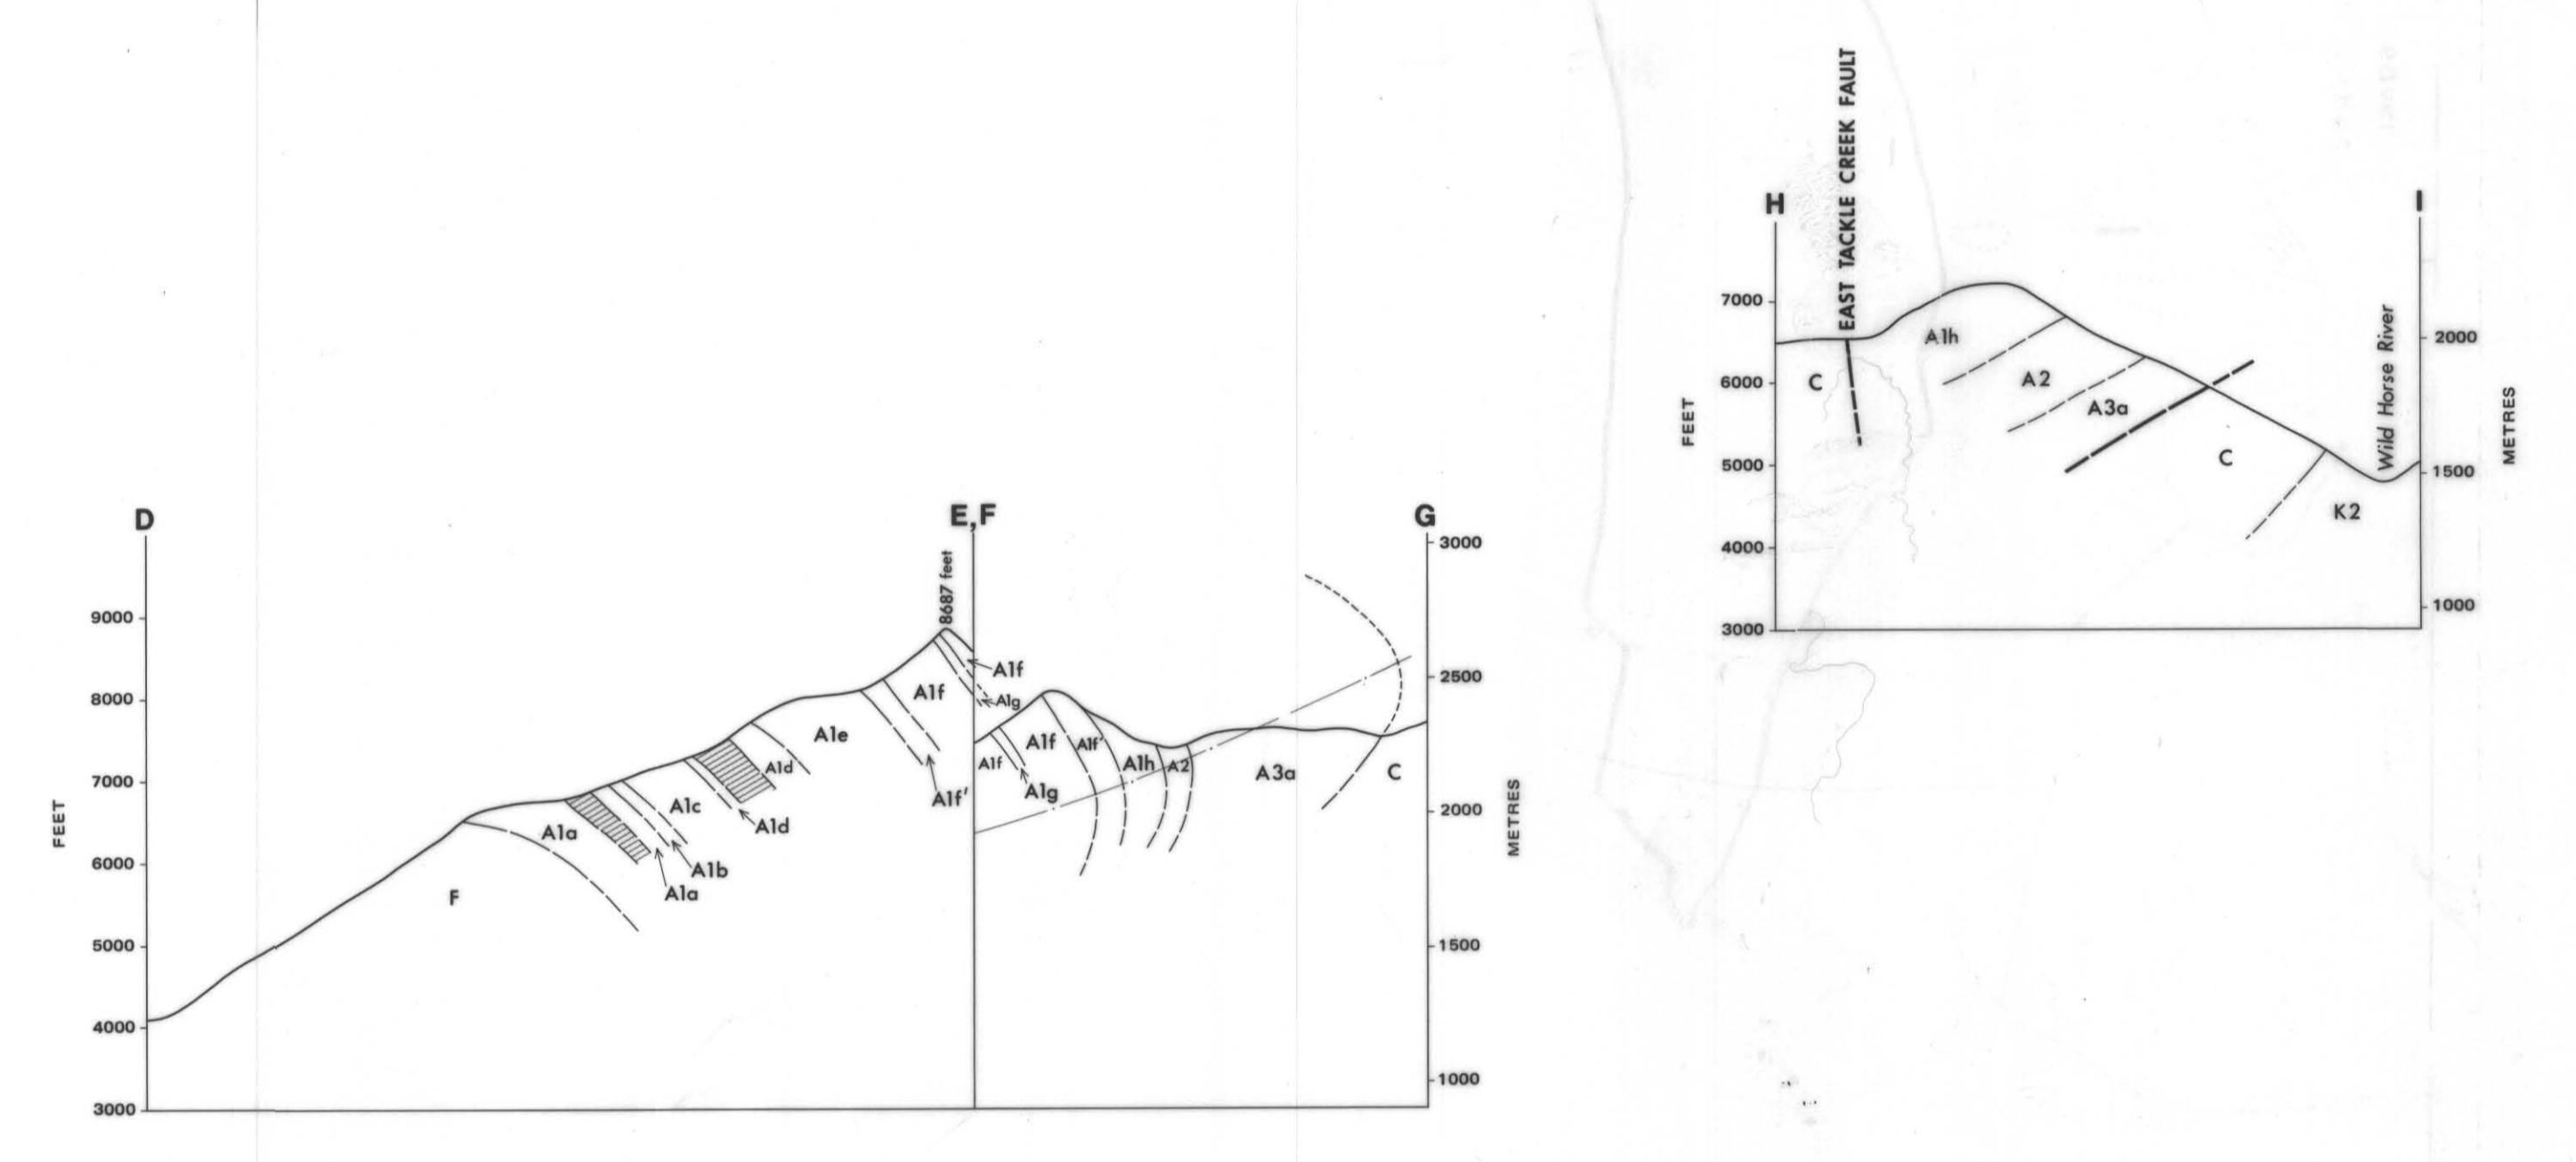 D
E,F
G
8687 feet
FEET
9000
8000
7000
6000
5000
4000
3000
F
A1a
A1a
A1b
A1c
A1d
A1d
A1e
A1f
A1f'
A1f
A1g
A1f
A1g
A1f
A1f'
A1h
A2
A3a
C
3000
2500
2000
1500
1000
METRES
EAST TACKLE CREEK FAULT
H
I
FEET
7000
6000
5000
4000
3000
C
A1h
A2
A3a
C
K2
Wild Horse River
2000
1500
1000
METRES